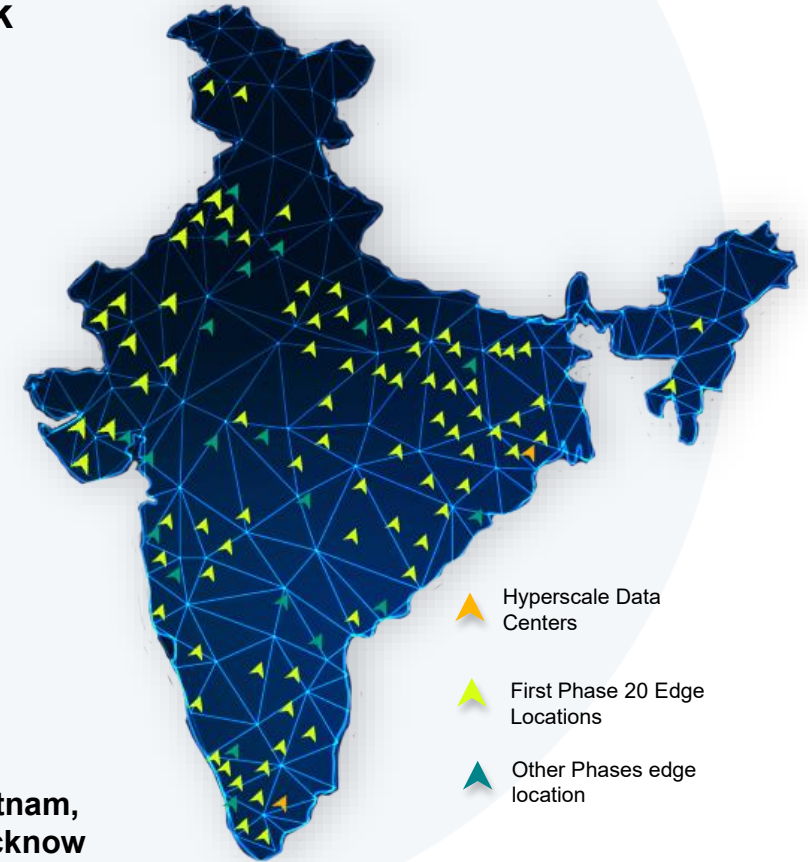 Hyperscale Data
Centers
First Phase 20 Edge
Locations
Other Phases edge
location